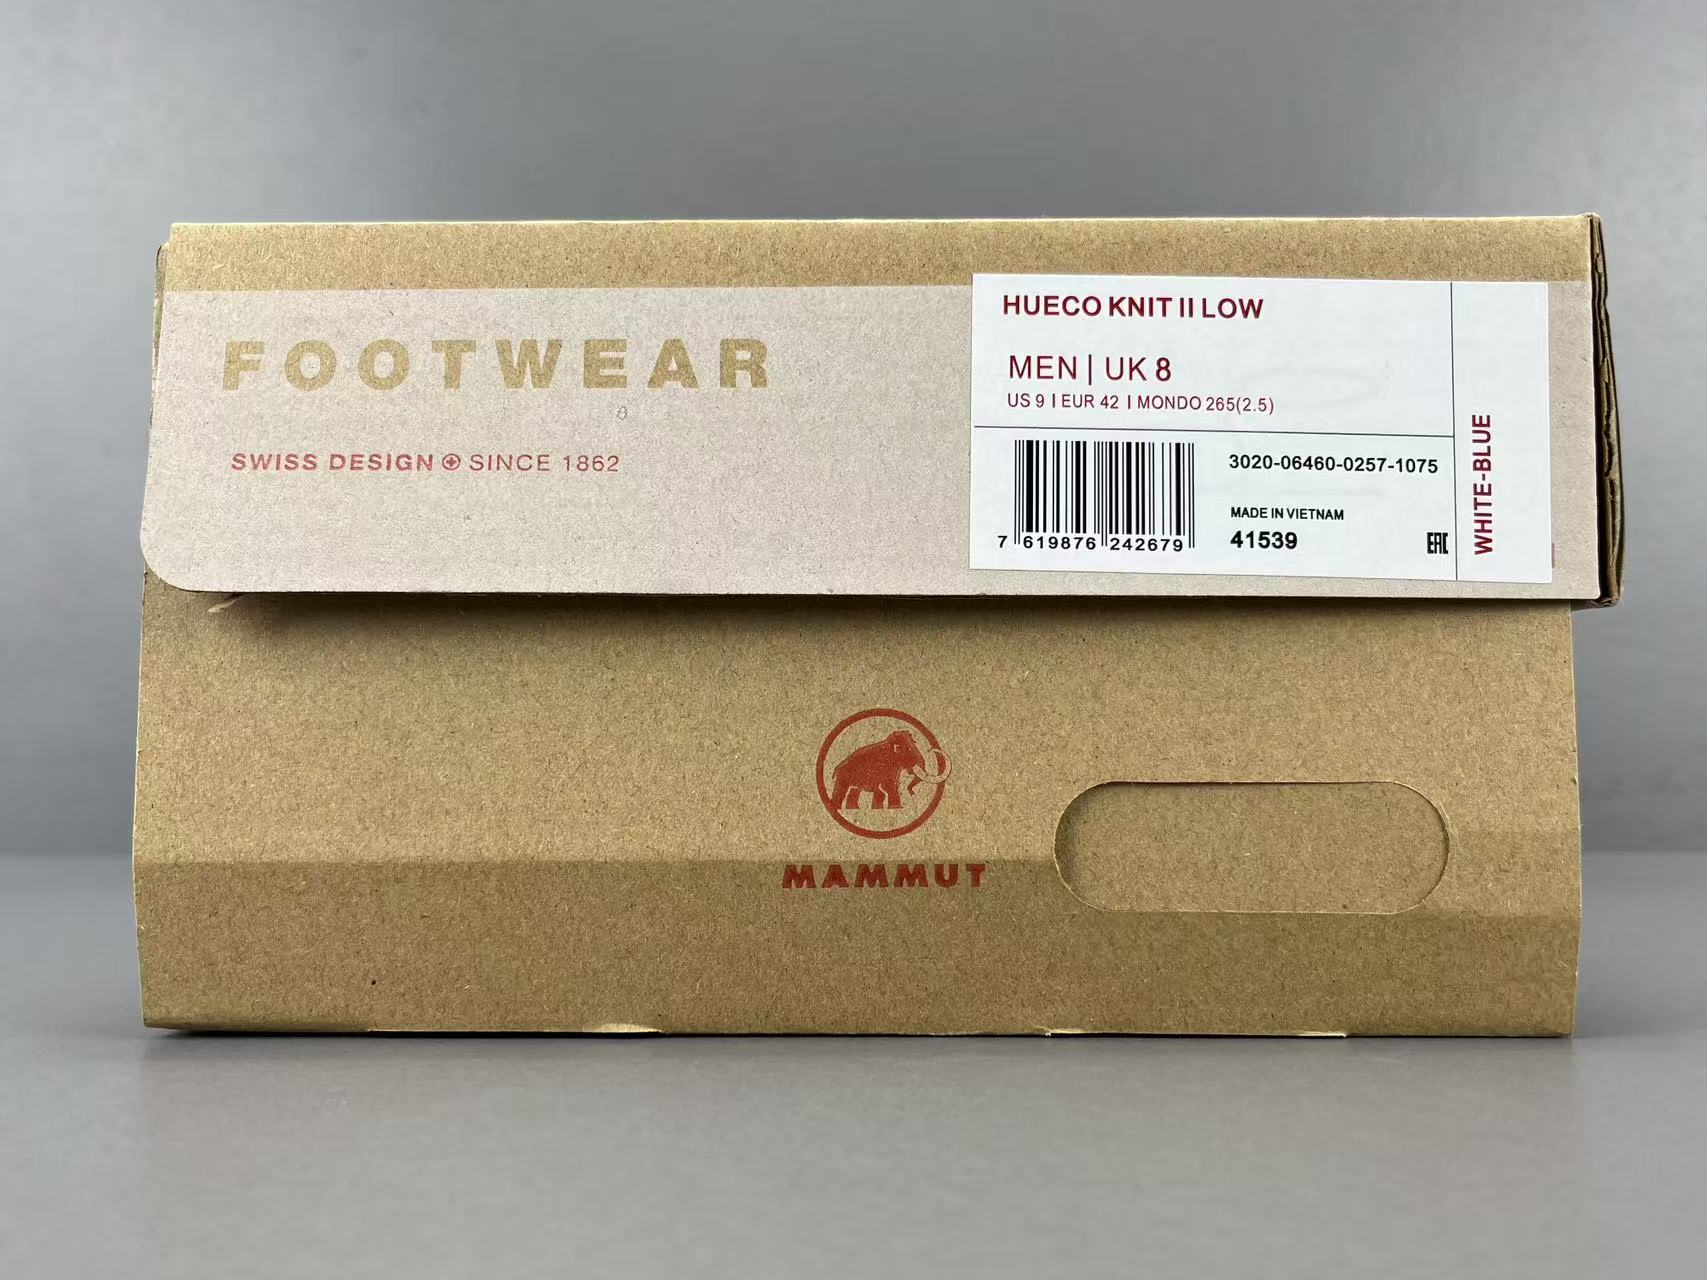 FOOTWEAR
SWISS DESIGN SINCE 1862
HUECO KNIT II LOW
MEN | UK 8
US 9 I EUR 42 I MONDO 265(2.5)
7 619876 242679
3020-06460-0257-1075
MADE IN VIETNAM
41539
EAC
WHITE-BLUE
MAMMUT